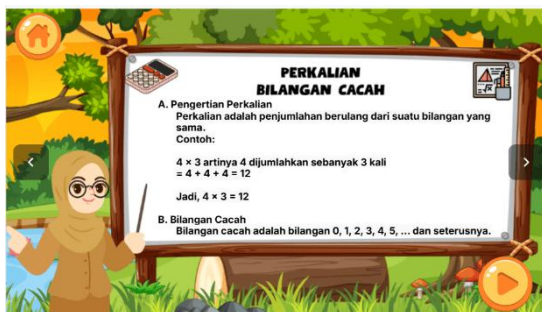 PERKALIAN
BILANGAN CACAH
A. Pengertian Perkalian
Perkalian adalah penjumlahan berulang dari suatu bilangan yang
sama.
Contoh:
4 × 3 artinya 4 dijumlahkan sebanyak 3 kali
= 4 + 4 + 4 = 12
Jadi, 4 × 3 = 12
B. Bilangan Cacah
Bilangan cacah adalah bilangan 0, 1, 2, 3, 4, 5, ... dan seterusnya.